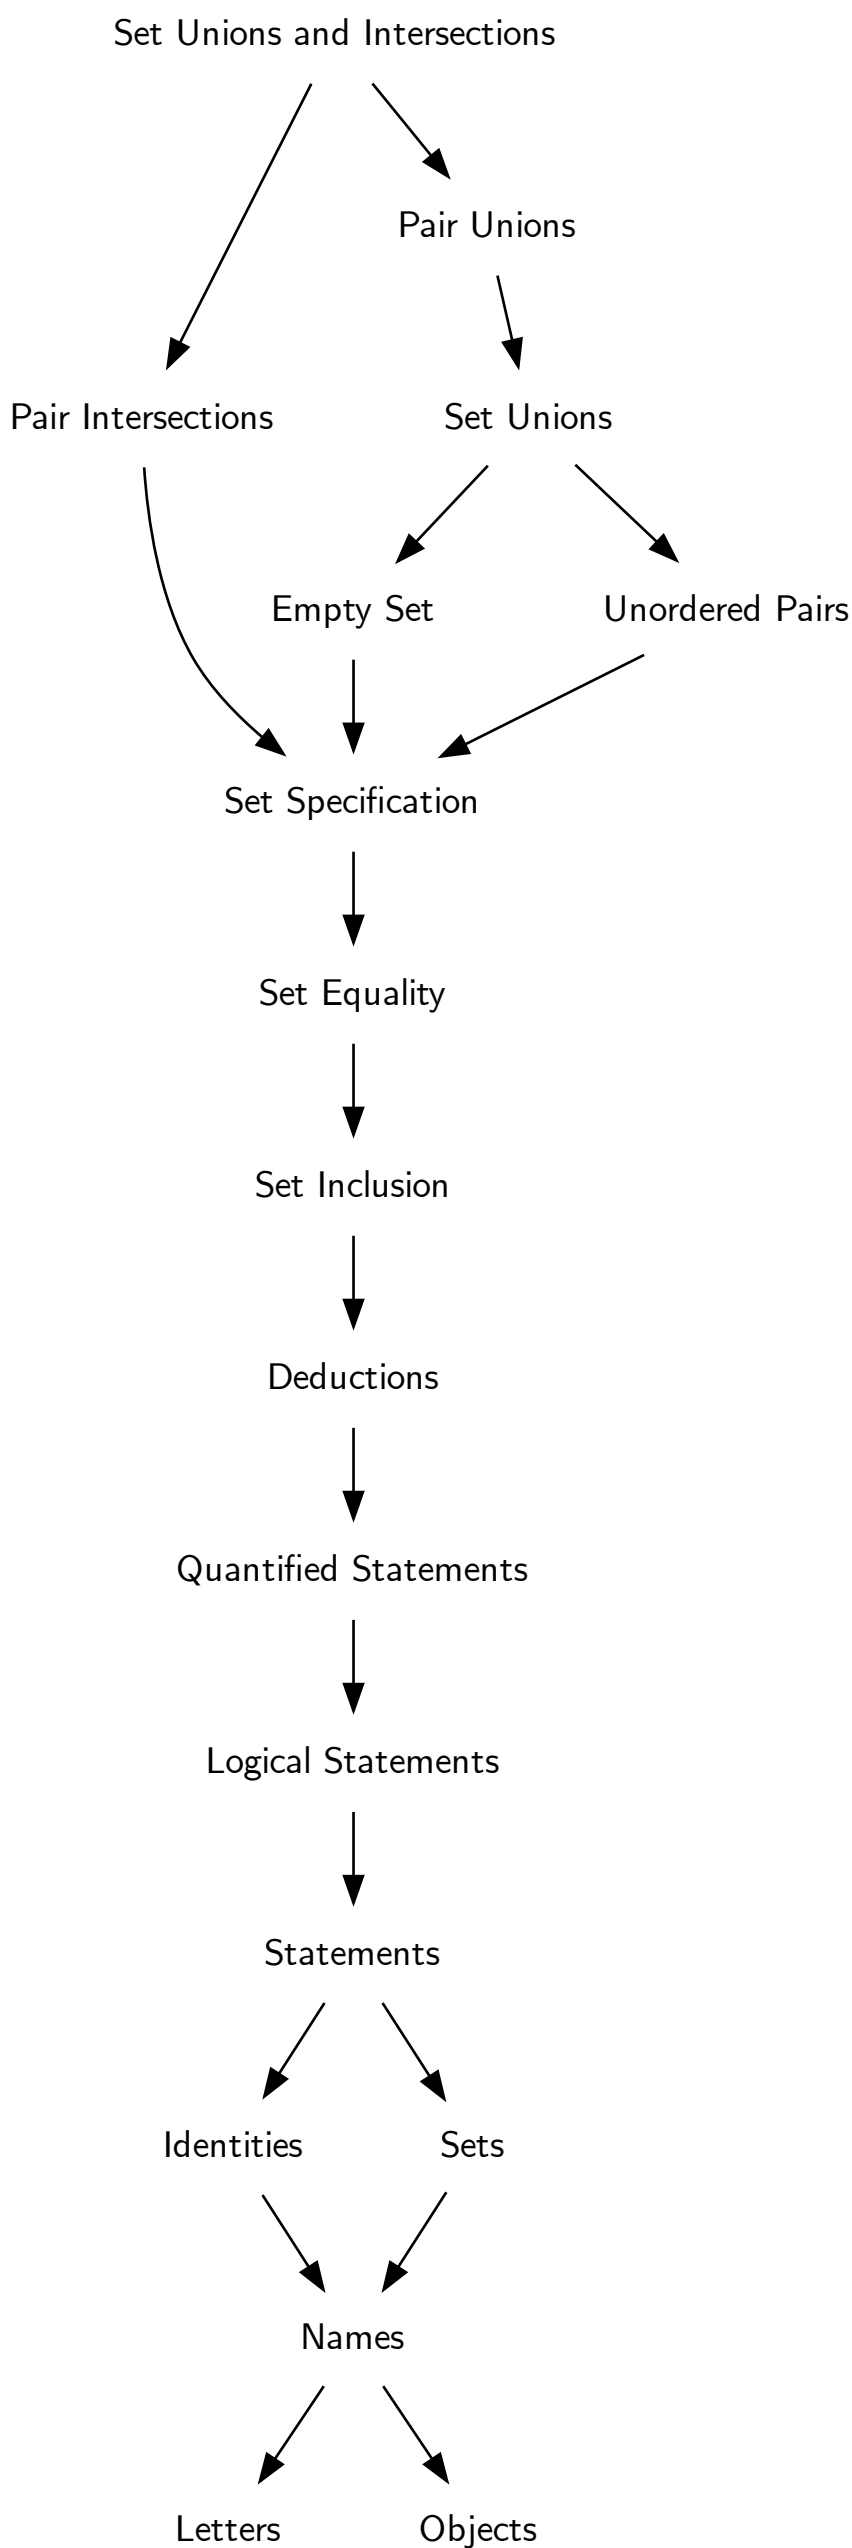 Set Unions and Intersections
Pair Unions
Pair Intersections
Set Unions
Empty Set
Unordered Pairs
Set Specification
Set Equality
Set Inclusion
Deductions
Quantified Statements
Logical Statements
Statements
Identities
Sets
Names
Letters
Objects